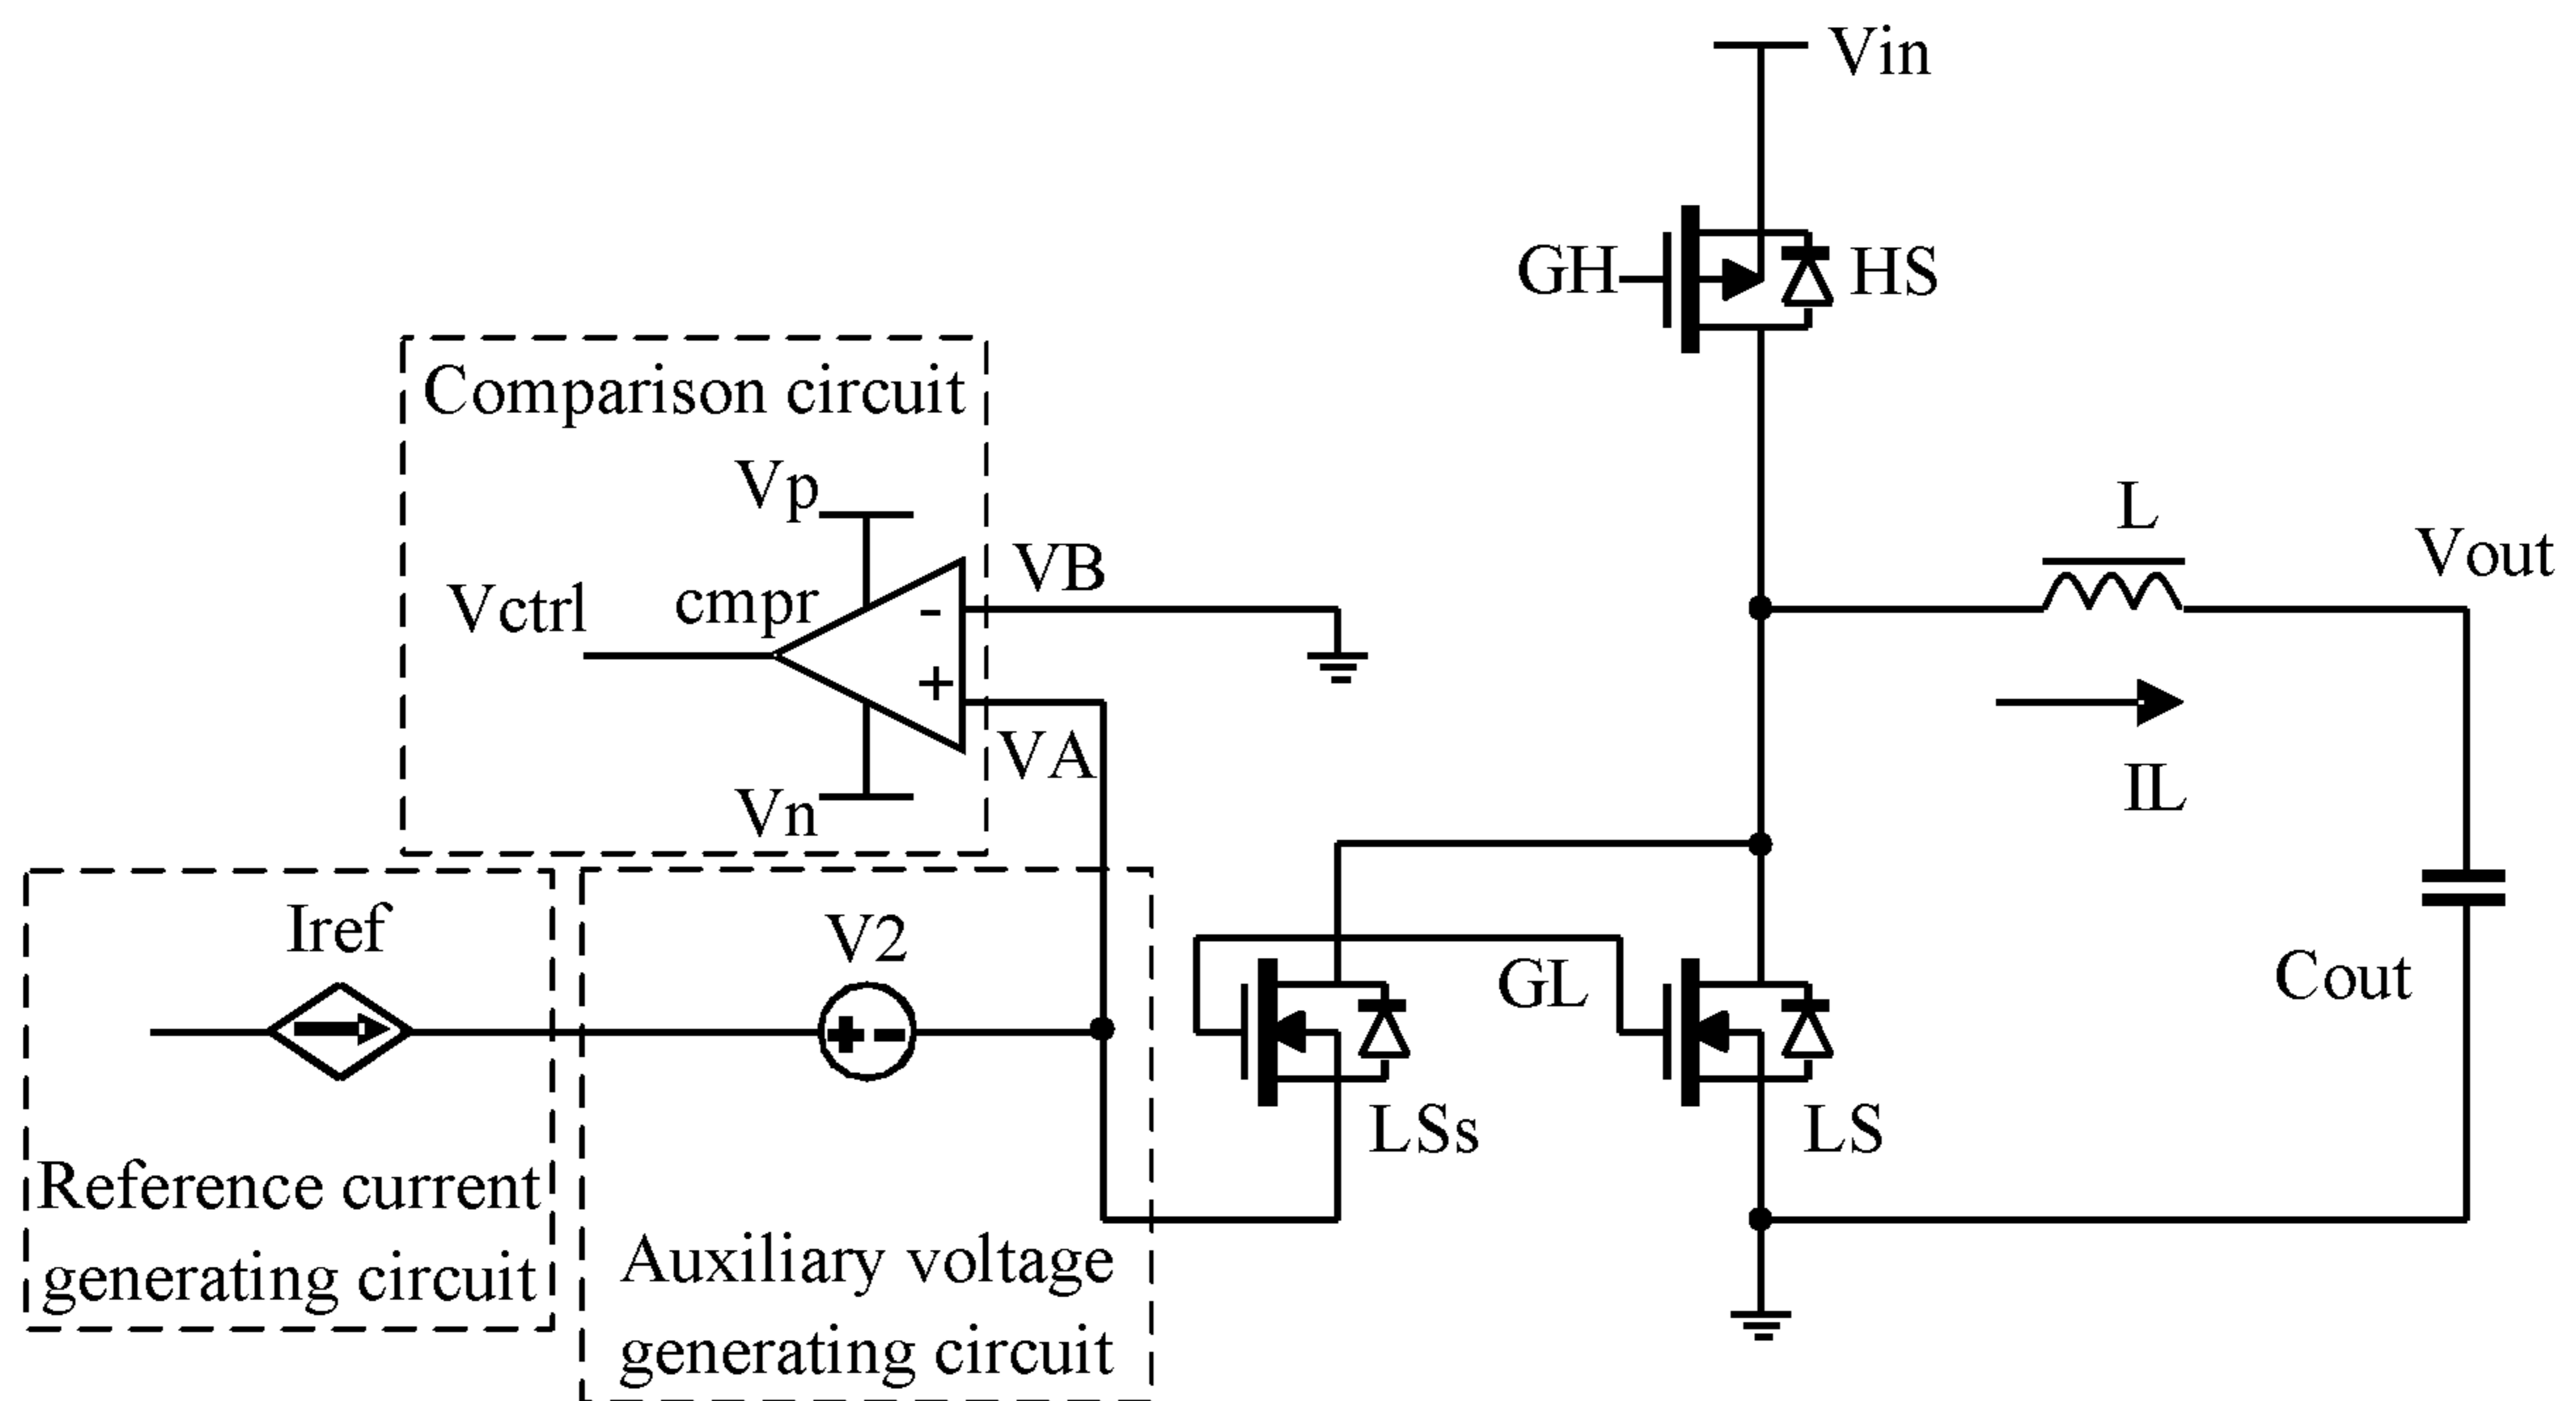 Vin
GH
HS
Comparison circuit
Vp
L
Vout
VB
Vctrl
cmpr
-
+
VA
IL
Vn
Iref
V2
+ -
GL
Cout
LSs
LS
Reference current
generating circuit
Auxiliary voltage
generating circuit